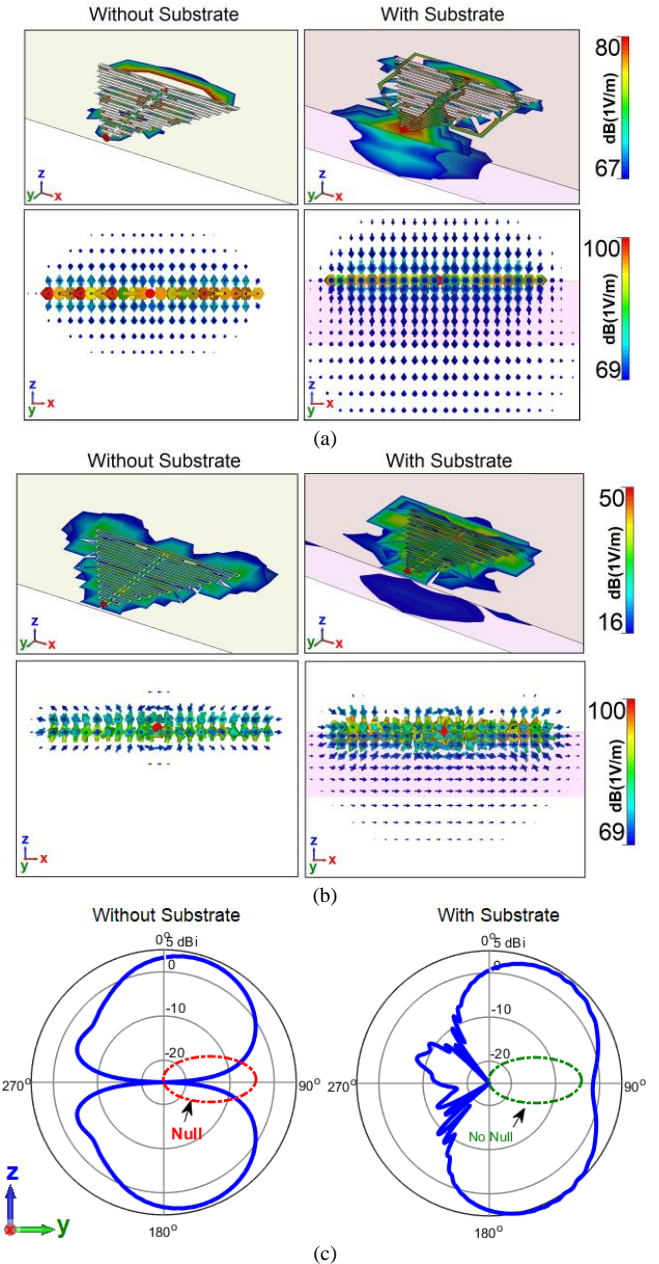 Without Substrate
With Substrate
80
dB(1V/m)
67
z
y
x
z
y
x
100
dB(1V/m)
69
z
y
x
z
y
x
(a)
Without Substrate
With Substrate
50
dB(1V/m)
16
z
y
x
z
y
x
100
dB(1V/m)
69
z
y
x
z
y
x
(b)
Without Substrate
With Substrate
0° 5 dBi
0
-10
-20
270°
90°
Null
180°
0° 5 dBi
0
-10
-20
270°
90°
No Null
180°
z
x
y
(c)